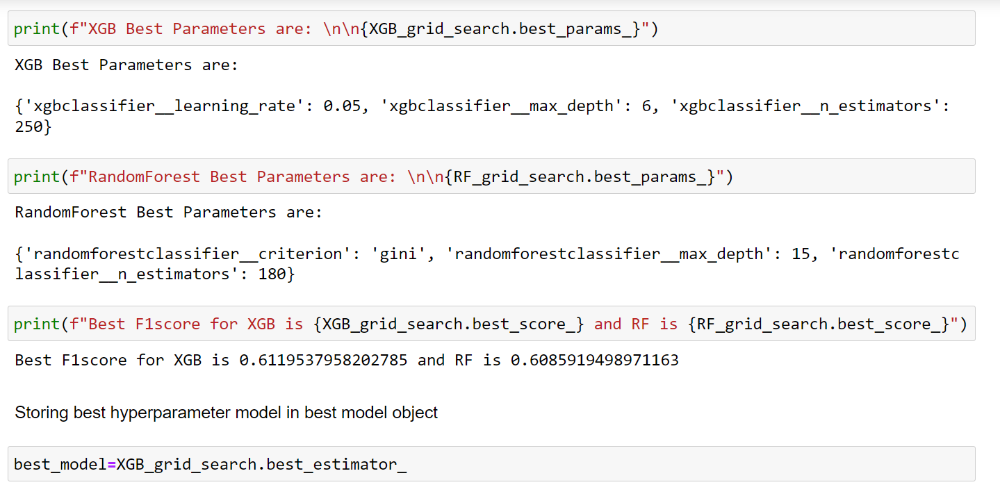 print(f"XGB Best Parameters are: \n\n{XGB_grid_search.best_params_}")
XGB Best Parameters are:
{'xgbclassifier__learning_rate': 0.05, 'xgbclassifier__max_depth': 6, 'xgbclassifier__n_estimators':
250}
print(f"RandomForest Best Parameters are: \n\n{RF_grid_search.best_params_}")
RandomForest Best Parameters are:
{'randomforestclassifier__criterion': 'gini', 'randomforestclassifier__max_depth': 15, 'randomforestc
lassifier__n_estimators': 180}
print(f"Best F1score for XGB is {XGB_grid_search.best_score_} and RF is {RF_grid_search.best_score_}")
Best F1score for XGB is 0.6119537958202785 and RF is 0.6085919498971163
Storing best hyperparameter model in best model object
best_model=XGB_grid_search.best_estimator_